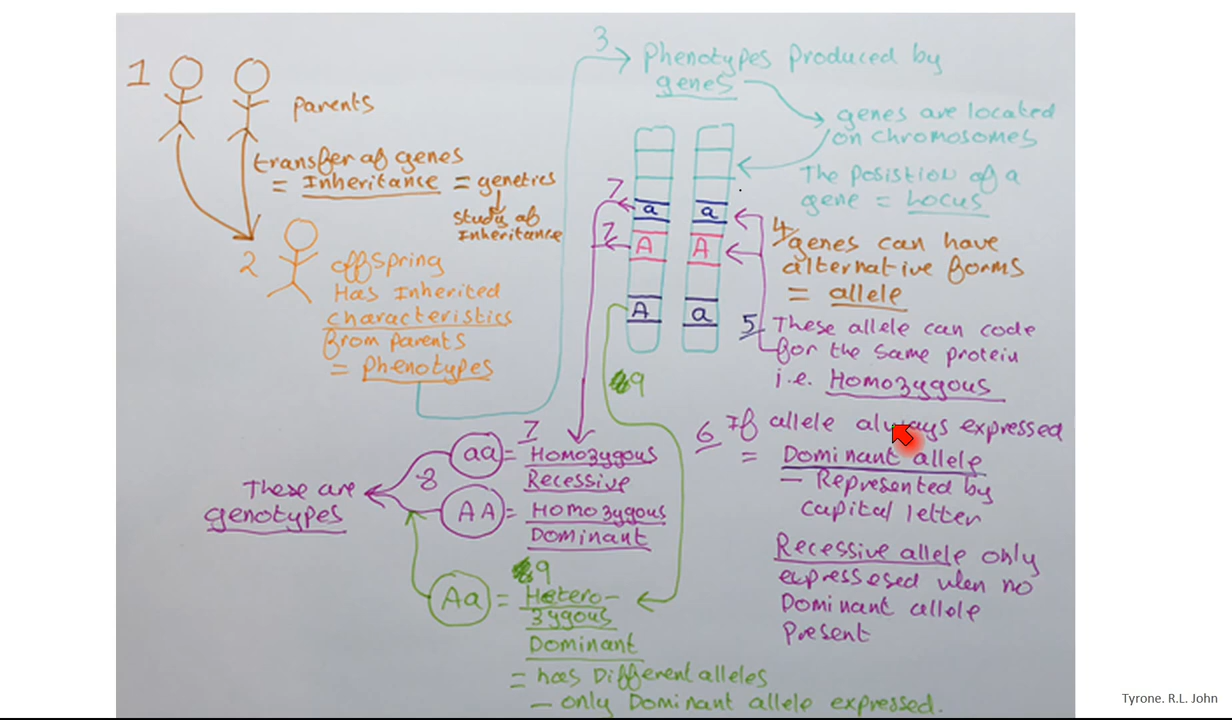 1
parents
transfer of genes
= Inheritance = genetics
study of
Inheritance
2
offspring
Has Inherited
characteristics
from parents
= Phenotypes
3
Phenotypes produced by
genes
genes are located
on chromosomes
The posistion of a
gene = Locus
7
a a
7
A A
A a
4 genes can have
alternative forms
= allele
5 These allele can code
for the same protein
i.e. Homozygous
6 If allele always expressed
= Dominant allele
– Represented by
capital letter
Recessive allele only
expressesed when no
Dominant allele
Present
9
7
aa = Homozygous
Recessive
8
These are
genotypes
AA = Homozygous
Dominant
9
Aa = Hetero-
zygous
Dominant
= has Different alleles
– only Dominant allele expressed.
Tyrone. R.L. John